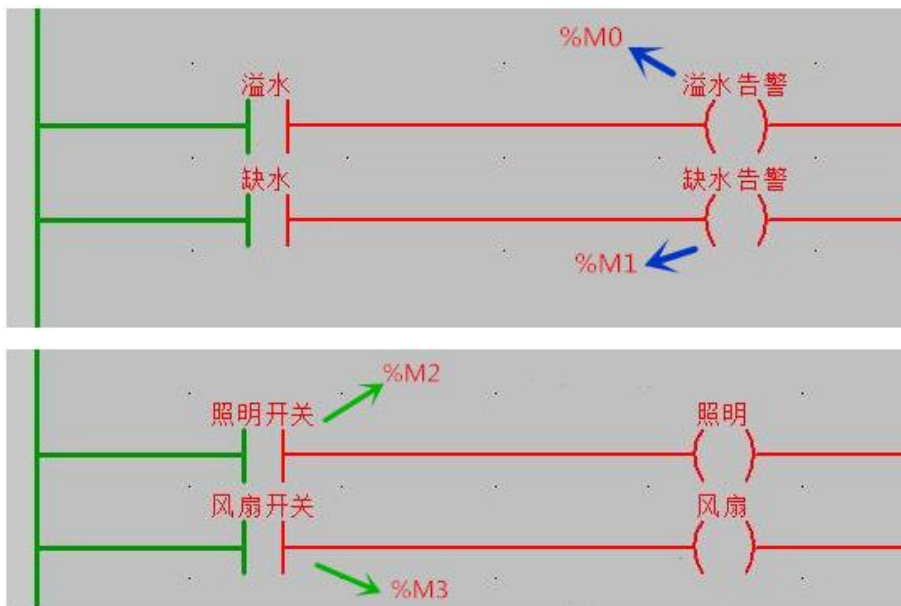 %M0
溢水 溢水告警
缺水 缺水告警
%M1
%M2
照明开关 照明
风扇开关 风扇
%M3